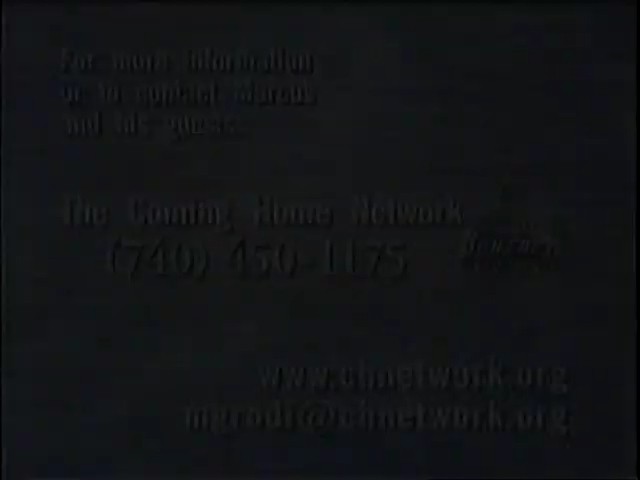 For more information
or to contact Marcus
and his guests:
The Coming Home Network
(740) 450-1175
Journey
www.chnetwork.org
mgrodi@chnetwork.org